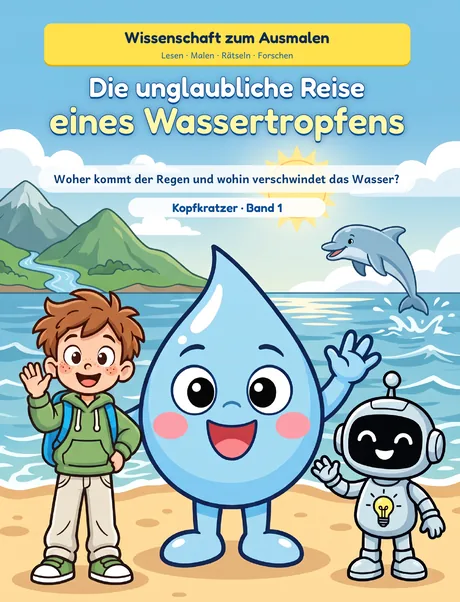 Wissenschaft zum Ausmalen
Lesen · Malen · Rätseln · Forschen
Die unglaubliche Reise
eines Wassertropfens
Woher kommt der Regen und wohin verschwindet das Wasser?
Kopfkratzer · Band 1